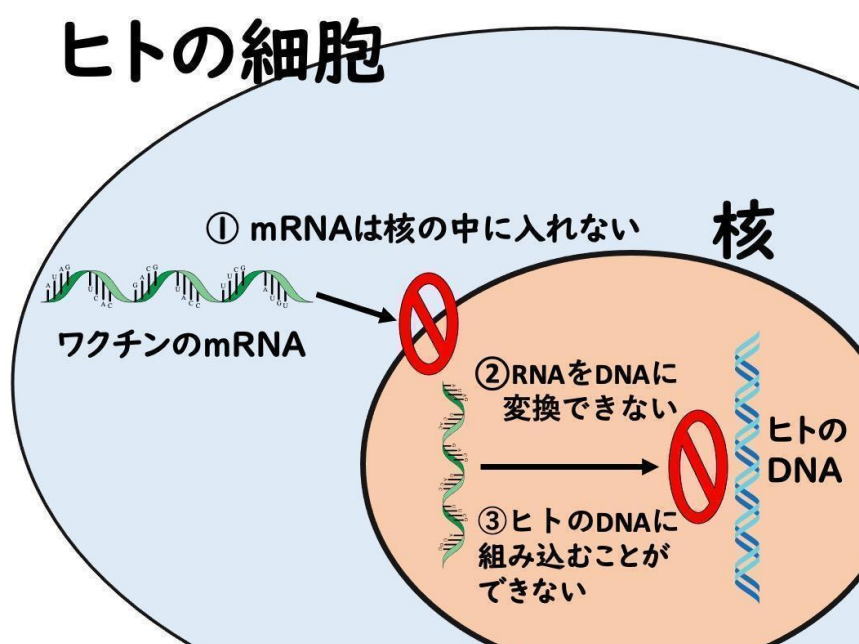 ヒトの細胞
① mRNAは核の中に入れない
核
ワクチンのmRNA
②RNAをDNAに
変換できない
ヒトの
DNA
③ヒトのDNAに
組み込むことが
できない